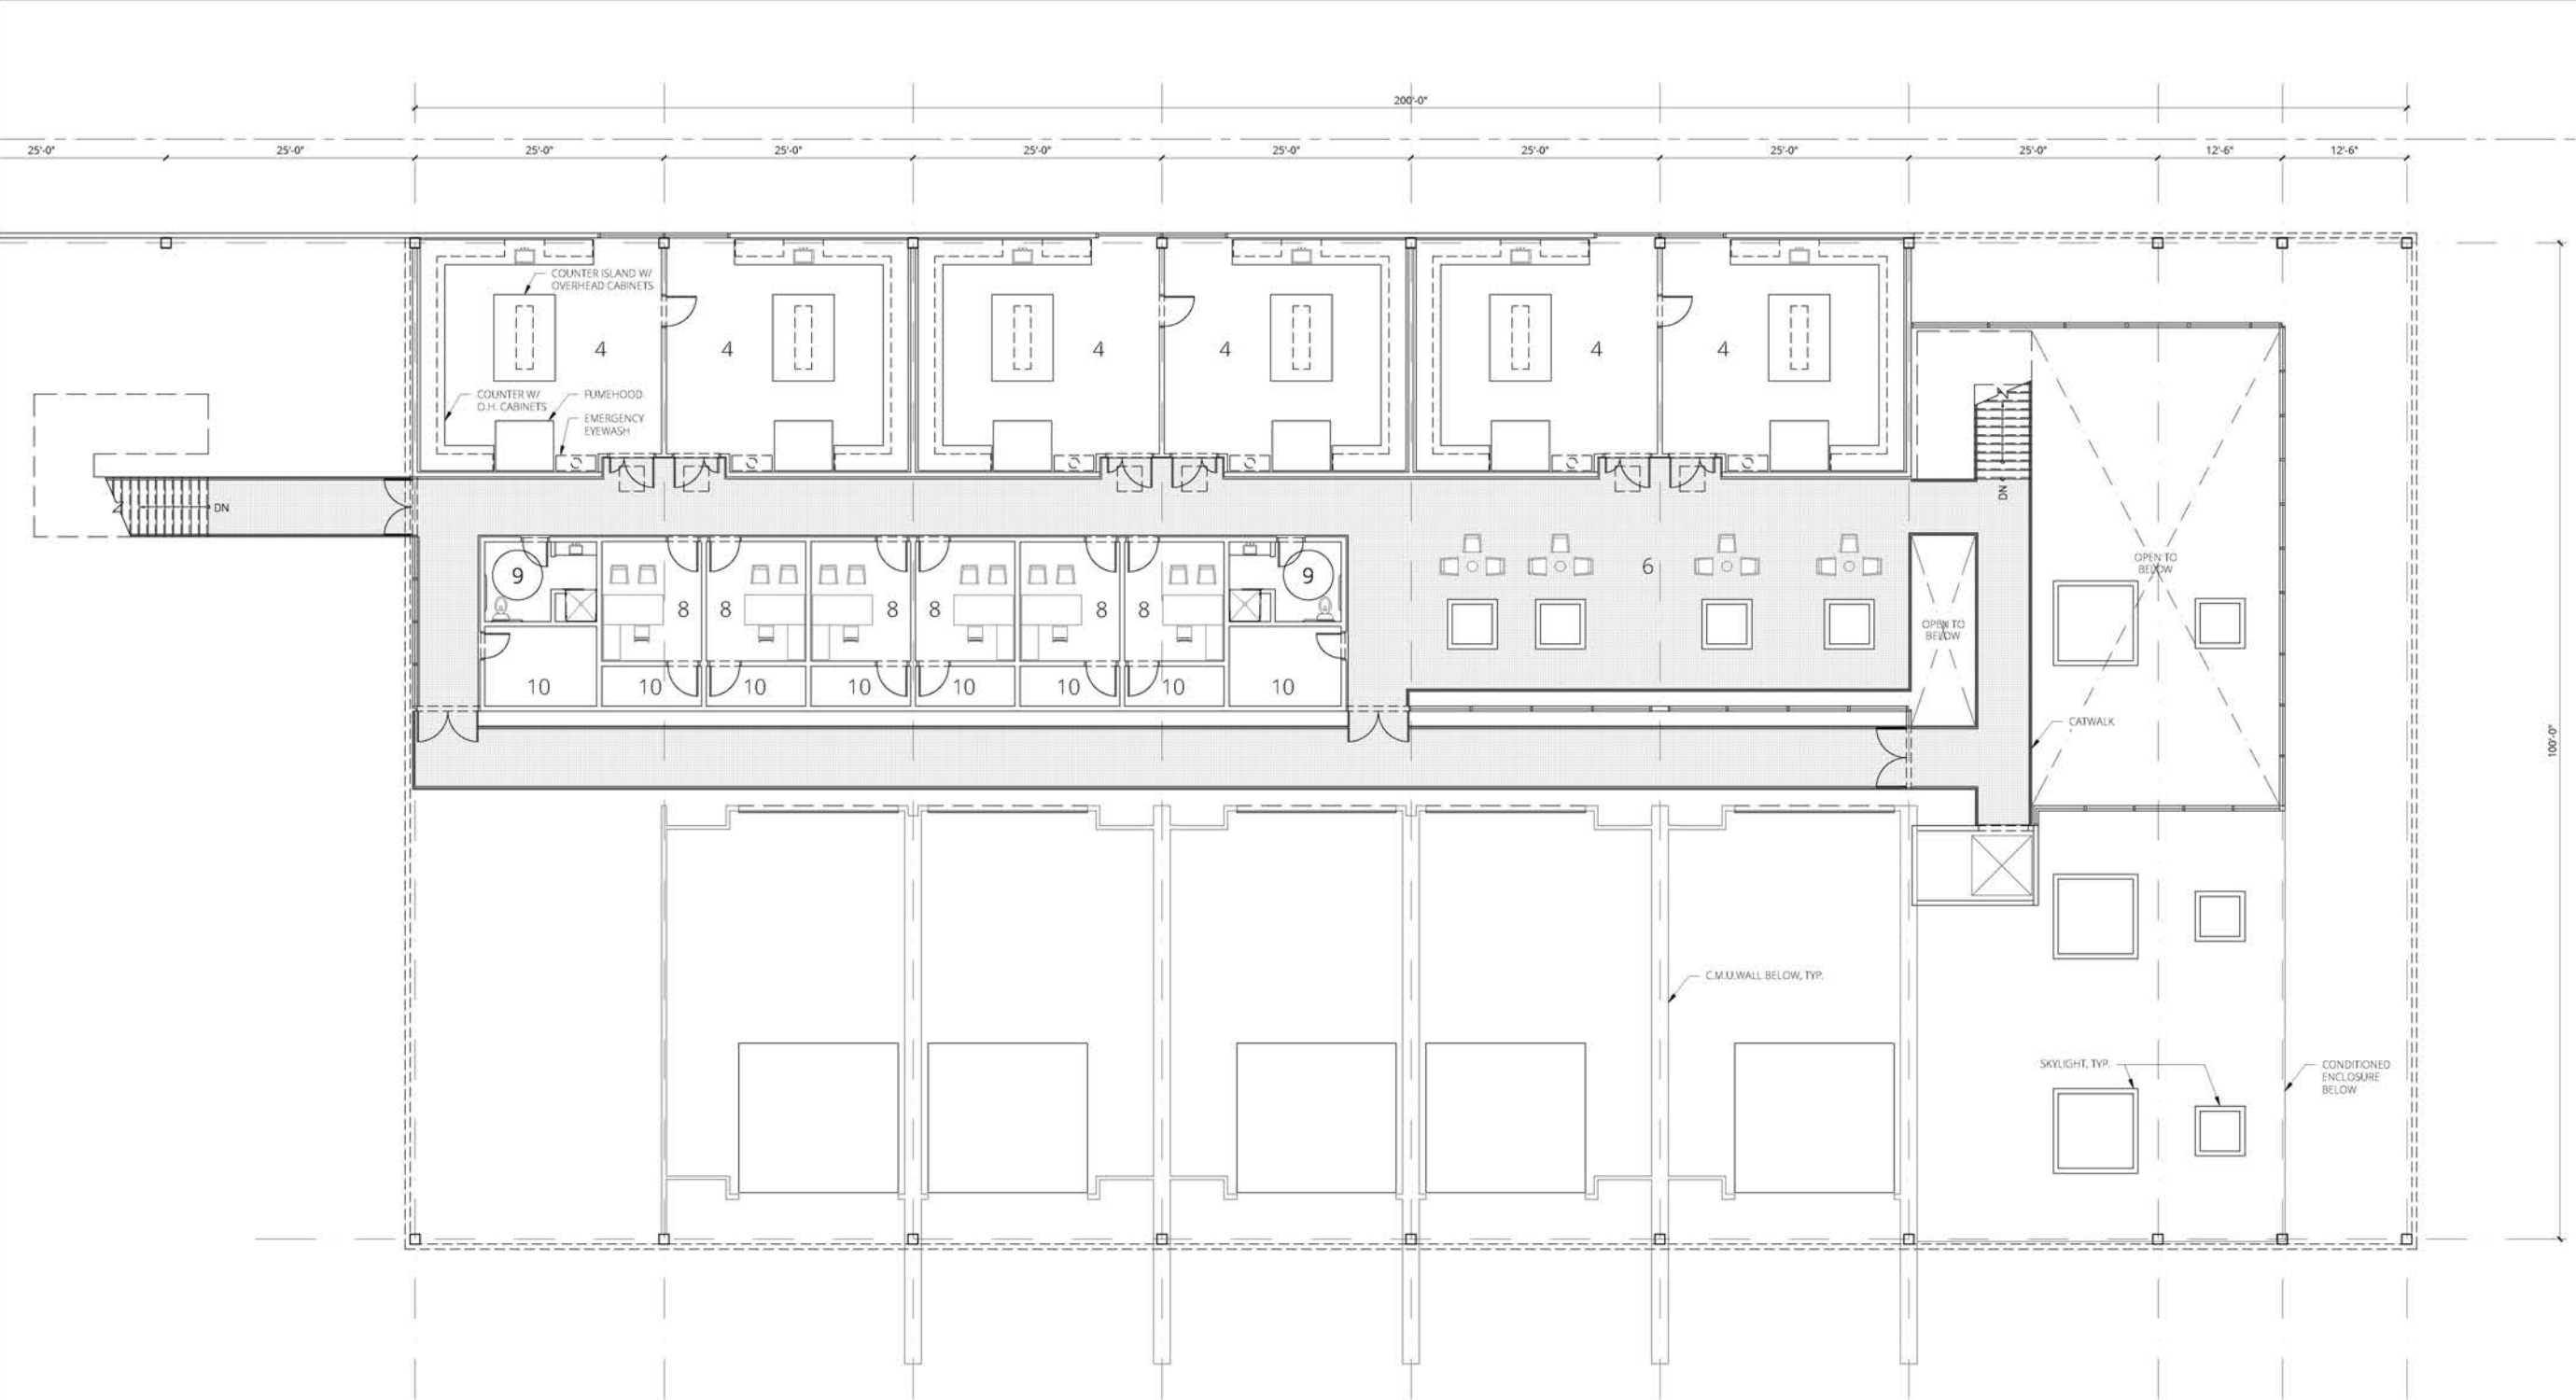 200'-0"
25'-0" 25'-0" 25'-0" 25'-0" 25'-0" 25'-0" 25'-0" 25'-0" 25'-0" 12'-6" 12'-6"
COUNTER ISLAND W/
OVERHEAD CABINETS
4 4 4 4 4 4
COUNTER W/
O.H. CABINETS
FUMEHOOD
EMERGENCY
EYEWASH
DN
DN
9 8 8 8 8 8 8 9
6
OPEN TO
BELOW
OPEN TO
BELOW
10 10 10 10 10 10 10 10
CATWALK
100'-0"
C.M.U.WALL BELOW, TYP.
SKYLIGHT, TYP.
CONDITIONED
ENCLOSURE
BELOW